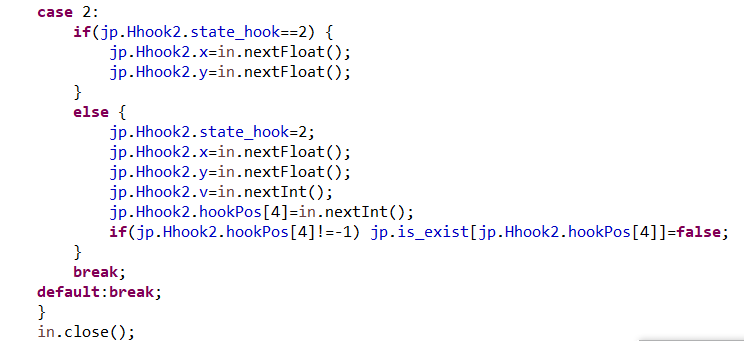 case 2:
    if(jp.Hhook2.state_hook==2) {
        jp.Hhook2.x=in.nextFloat();
        jp.Hhook2.y=in.nextFloat();
    }
    else {
        jp.Hhook2.state_hook=2;
        jp.Hhook2.x=in.nextFloat();
        jp.Hhook2.y=in.nextFloat();
        jp.Hhook2.v=in.nextInt();
        jp.Hhook2.hookPos[4]=in.nextInt();
        if(jp.Hhook2.hookPos[4]!=-1) jp.is_exist[jp.Hhook2.hookPos[4]]=false;
    }
    break;
default:break;
}
in.close();